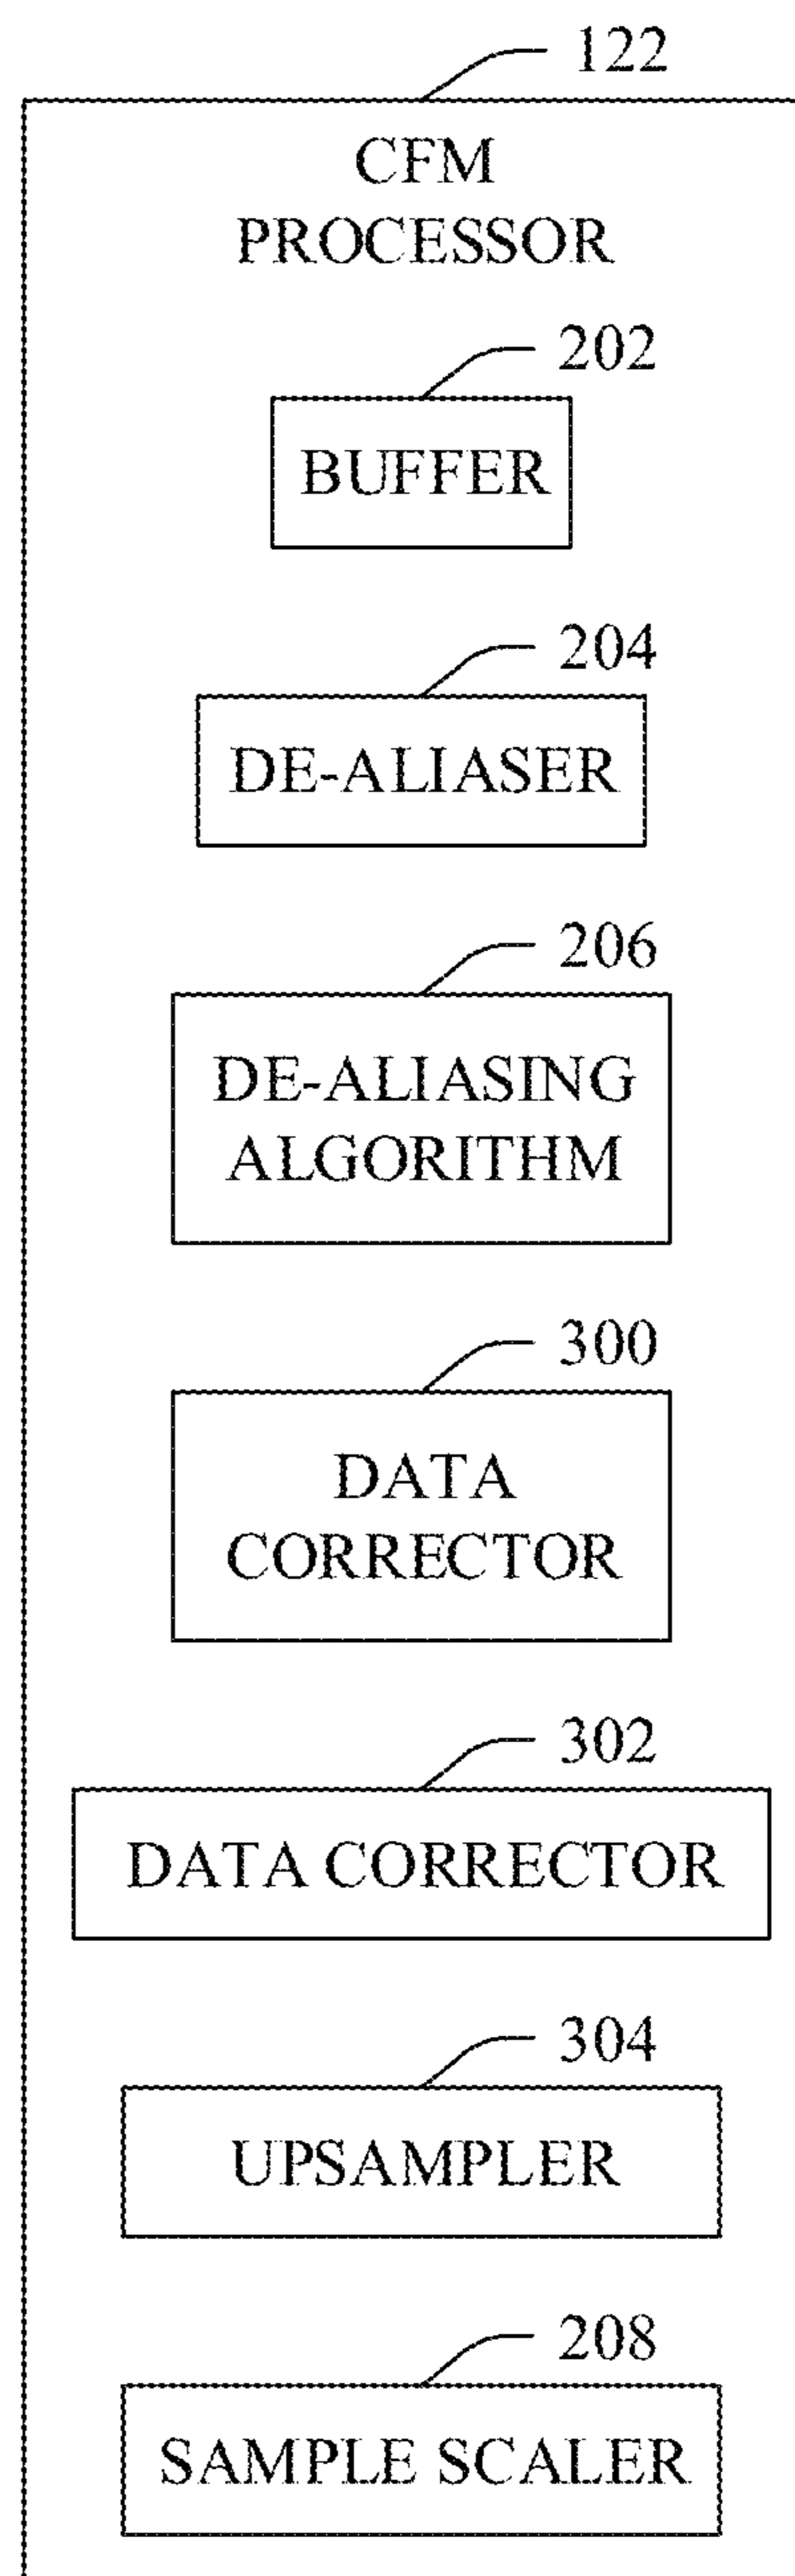 122
CFM
PROCESSOR
202
BUFFER
204
DE-ALIASER
206
DE-ALIASING
ALGORITHM
300
DATA
CORRECTOR
302
DATA CORRECTOR
304
UPSAMPLER
208
SAMPLE SCALER